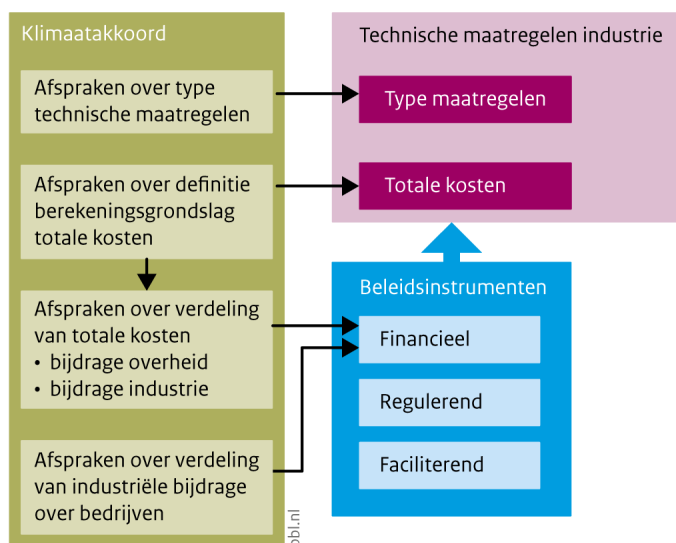 Klimaatakkoord
Afspraken over type
technische maatregelen
Afspraken over definitie
berekeningsgrondslag
totale kosten
Afspraken over verdeling
van totale kosten
• bijdrage overheid
• bijdrage industrie
Afspraken over verdeling
van industriële bijdrage
over bedrijven
Technische maatregelen industrie
Type maatregelen
Totale kosten
Beleidsinstrumenten
Financieel
Regulerend
Faciliterend
pbl.nl